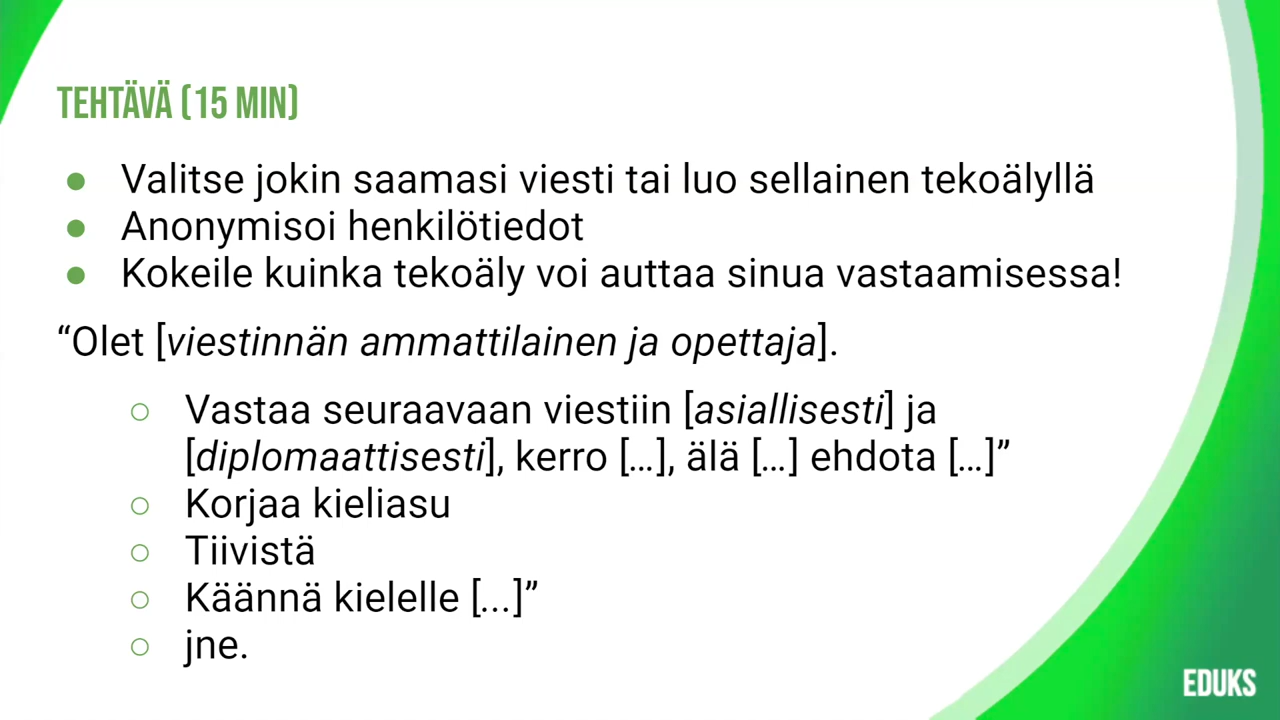 TEHTÄVÄ (15 MIN)
● Valitse jokin saamasi viesti tai luo sellainen tekoälyllä
● Anonymisoi henkilötiedot
● Kokeile kuinka tekoäly voi auttaa sinua vastaamisessa!
“Olet [viestinnän ammattilainen ja opettaja].
○ Vastaa seuraavaan viestiin [asiallisesti] ja
[diplomaattisesti], kerro […], älä […] ehdota […]”
○ Korjaa kieliasu
○ Tiivistä
○ Käännä kielelle [...]”
○ jne.
EDUKS